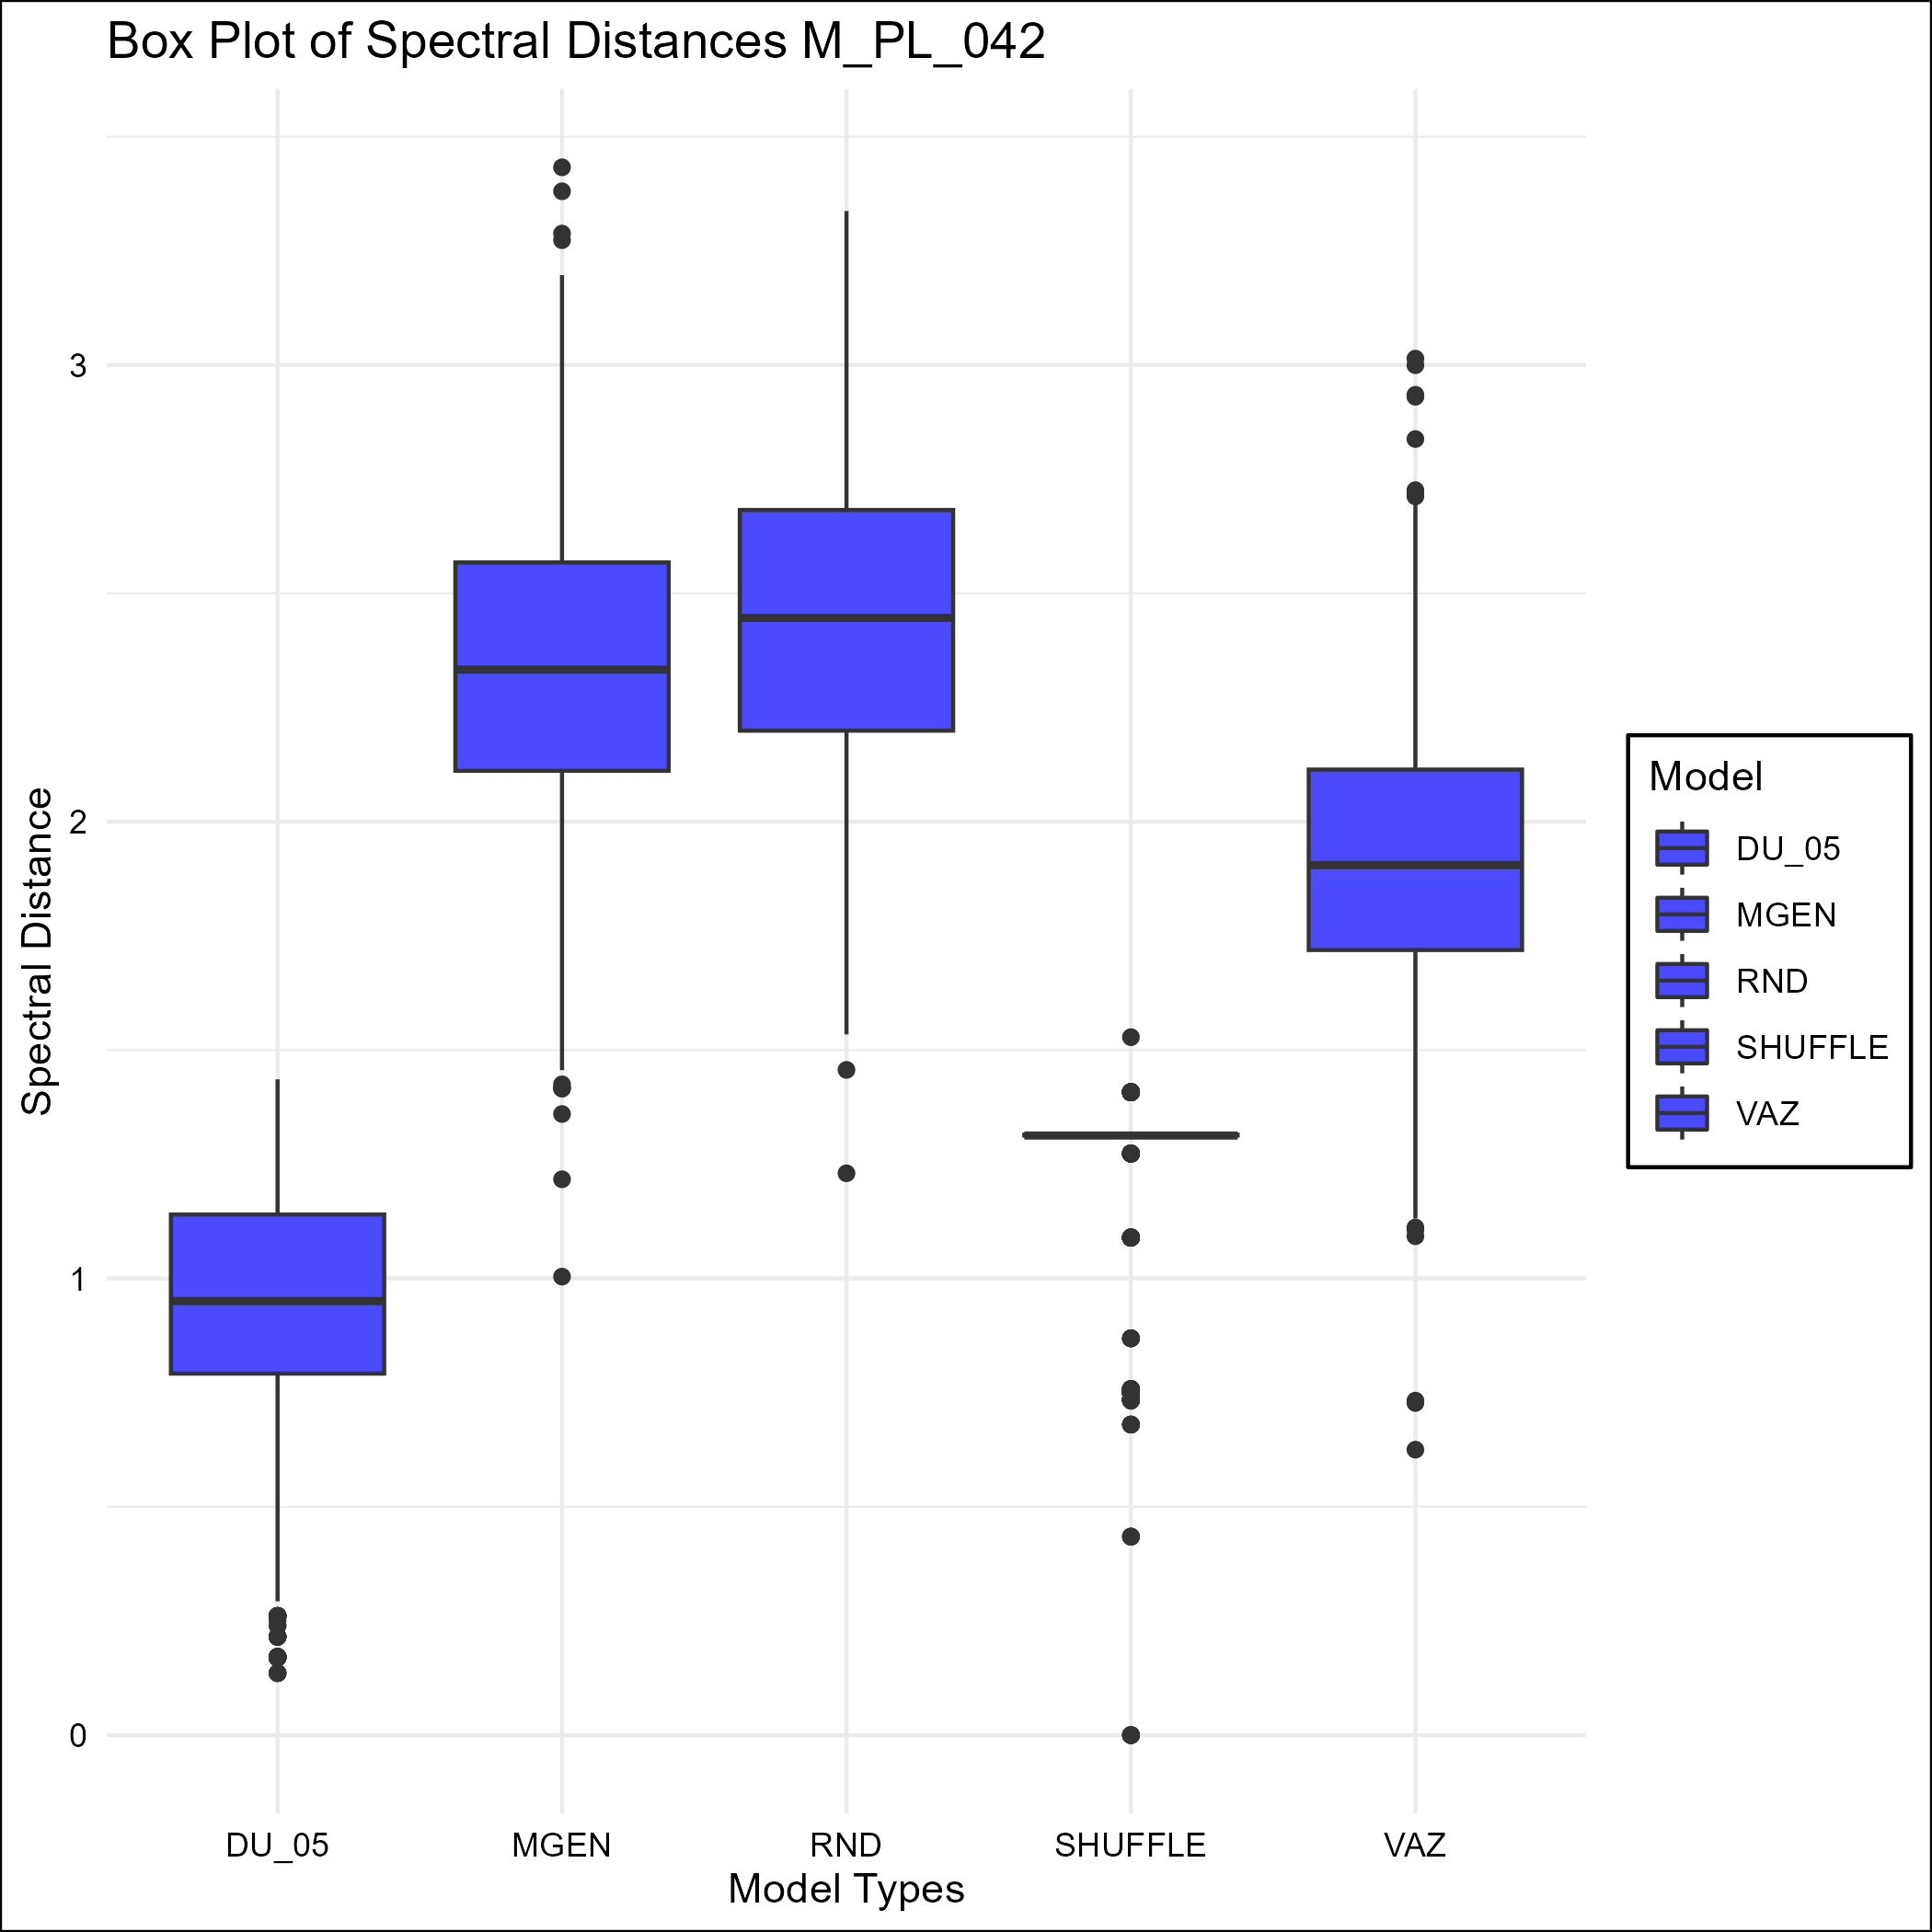 Box Plot of Spectral Distances M_PL_042
Spectral Distance
3
2
1
0
DU_05
MGEN
RND
SHUFFLE
VAZ
Model Types
Model
DU_05
MGEN
RND
SHUFFLE
VAZ